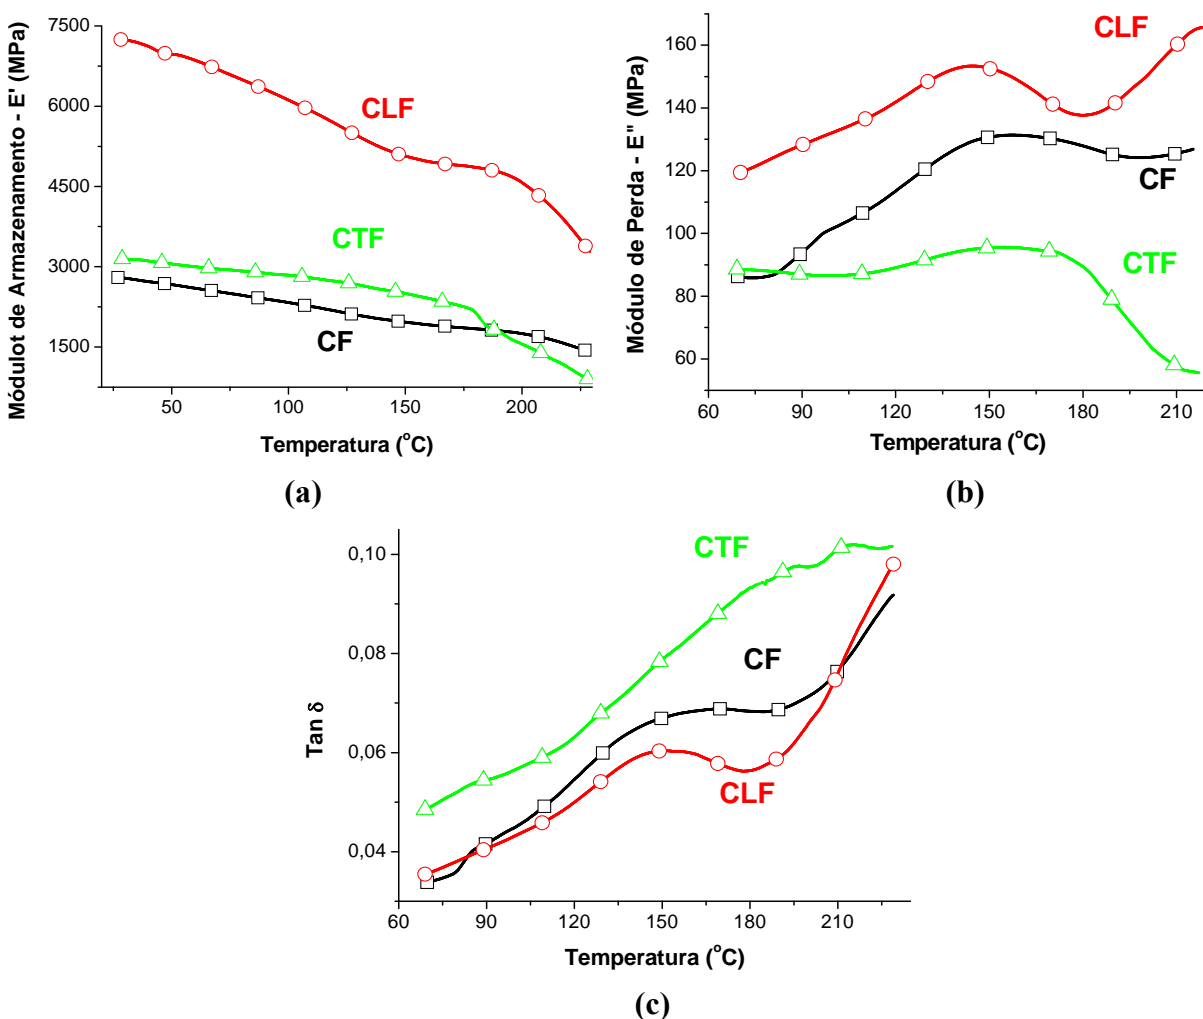 Módulot de Armazenamento - E' (MPa)
7500
6000
4500
3000
1500
CLF
CTF
CF
50
100
150
200
Temperatura (°C)
(a)
Módulo de Perda - E" (MPa)
160
140
120
100
80
60
CLF
CF
CTF
60
90
120
150
180
210
Temperatura (°C)
(b)
Tan δ
0,10
0,08
0,06
0,04
CTF
CF
CLF
60
90
120
150
180
210
Temperatura (°C)
(c)